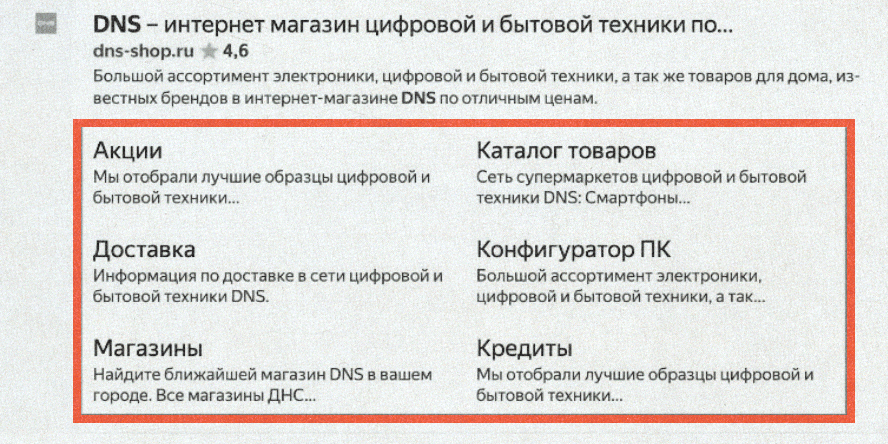 DNS – интернет магазин цифровой и бытовой техники по...
dns-shop.ru ★ 4,6
Большой ассортимент электроники, цифровой и бытовой техники, а так же товаров для дома, из-
вестных брендов в интернет-магазине DNS по отличным ценам.
Акции
Мы отобрали лучшие образцы цифровой и
бытовой техники...
Каталог товаров
Сеть супермаркетов цифровой и бытовой
техники DNS: Смартфоны...
Доставка
Информация по доставке в сети цифровой и
бытовой техники DNS.
Конфигуратор ПК
Большой ассортимент электроники,
цифровой и бытовой техники, а так...
Магазины
Найдите ближайшей магазин DNS в вашем
городе. Все магазины ДНС...
Кредиты
Мы отобрали лучшие образцы цифровой и
бытовой техники...